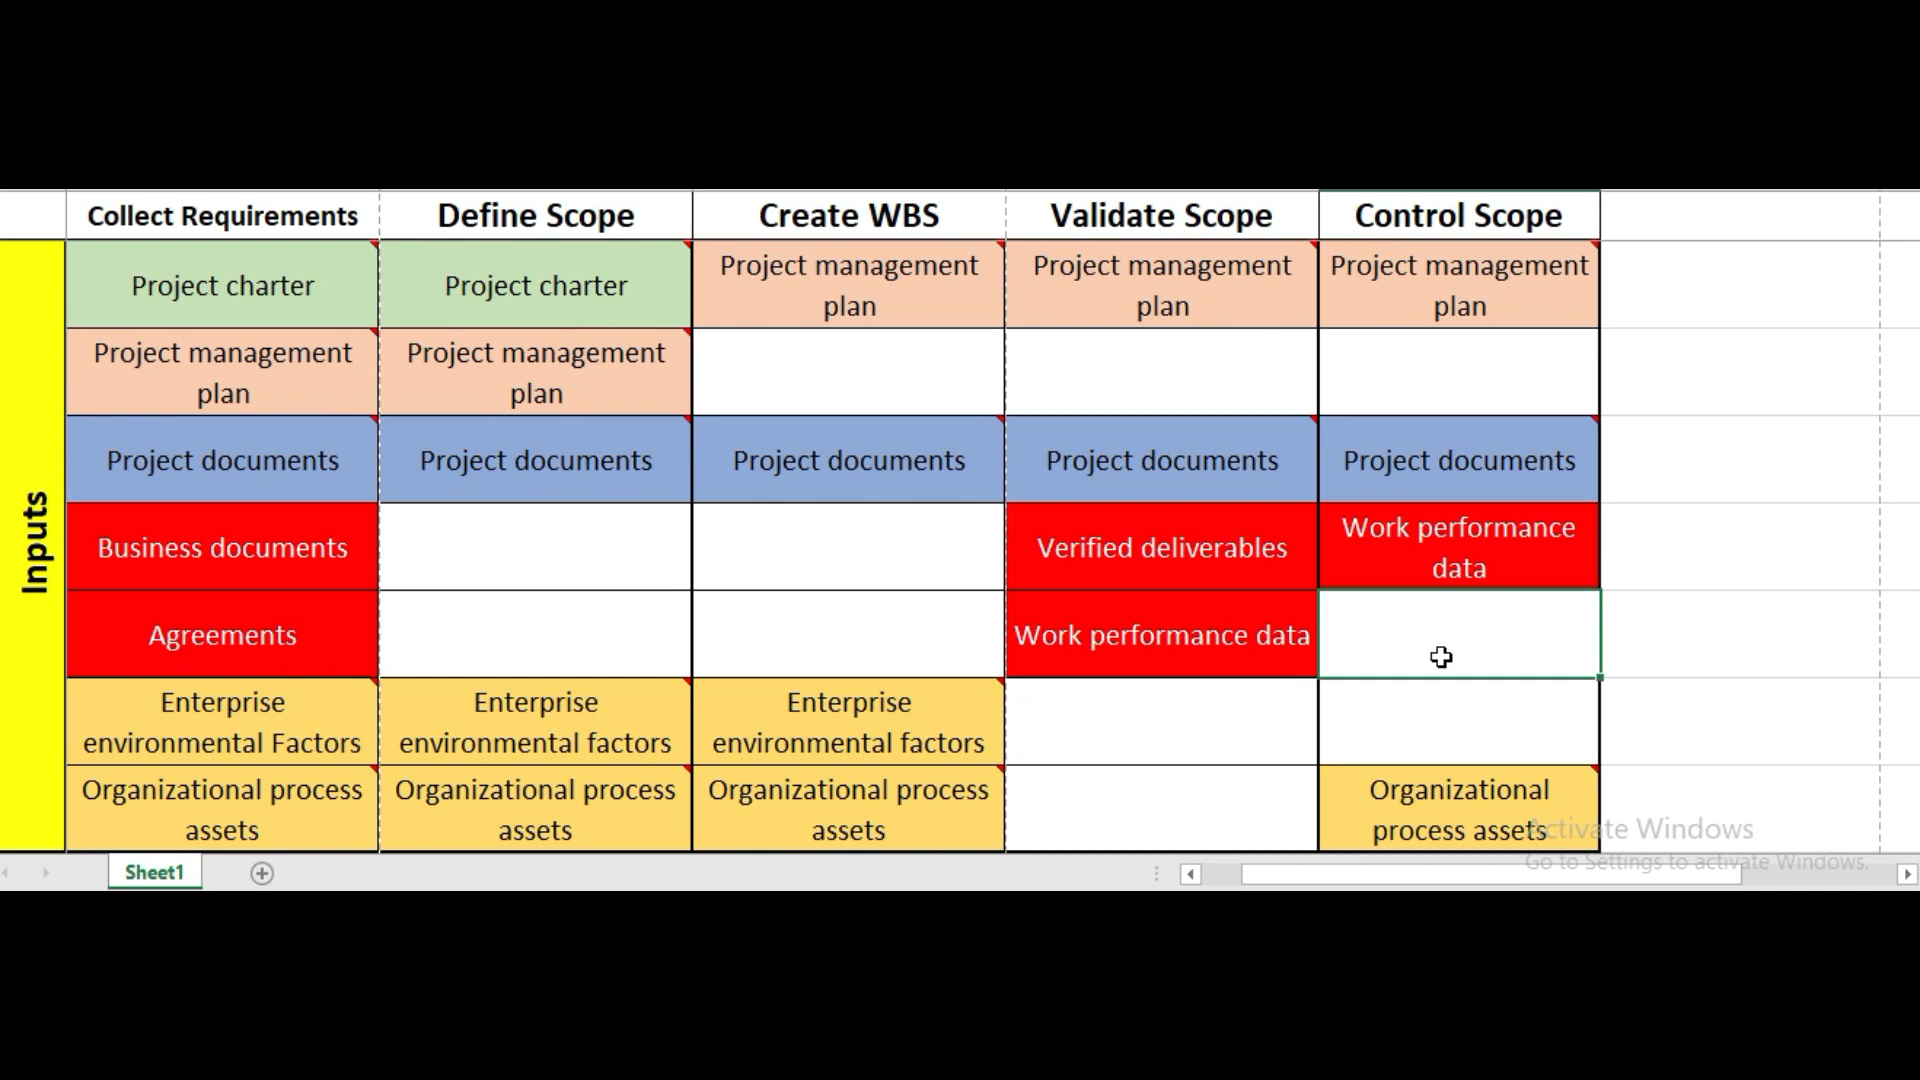 Collect Requirements
Define Scope
Create WBS
Validate Scope
Control Scope
Inputs
Project charter
Project charter
Project management
plan
Project management
plan
Project management
plan
Project management
plan
Project management
plan
Project documents
Project documents
Project documents
Project documents
Project documents
Business documents
Verified deliverables
Work performance
data
Agreements
Work performance data
Enterprise
environmental Factors
Enterprise
environmental factors
Enterprise
environmental factors
Organizational process
assets
Organizational process
assets
Organizational process
assets
Organizational
process assets
Activate Windows
Go to Settings to activate Windows.
Sheet1